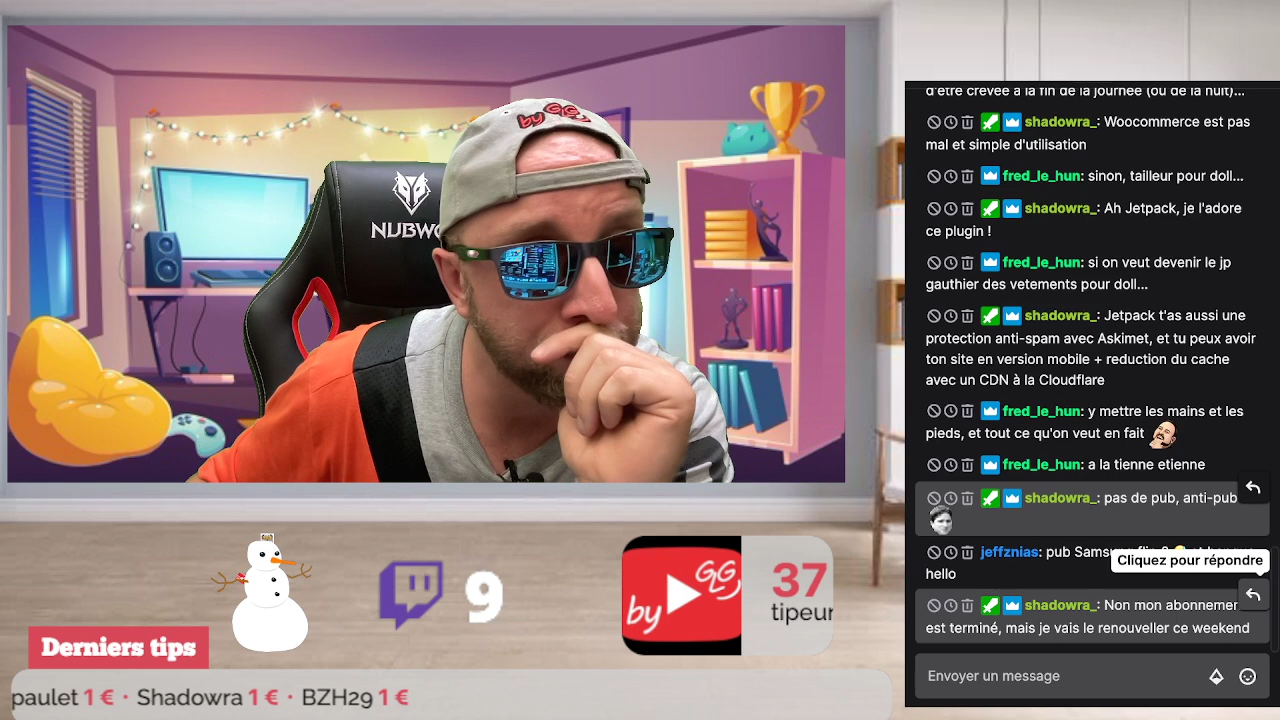 by GG
NUBWO
d'être crevée à la fin de la journée (ou de la nuit)...
shadowra_: Woocommerce est pas
mal et simple d'utilisation
fred_le_hun: sinon, tailleur pour doll...
shadowra_: Ah Jetpack, je l'adore
ce plugin !
fred_le_hun: si on veut devenir le jp
gauthier des vetements pour doll...
shadowra_: Jetpack t'as aussi une
protection anti-spam avec Askimet, et tu peux avoir
ton site en version mobile + reduction du cache
avec un CDN à la Cloudflare
fred_le_hun: y mettre les mains et les
pieds, et tout ce qu'on veut en fait
fred_le_hun: a la tienne etienne
shadowra_: pas de pub, anti-pub
jeffznias: pub Sams
hello
Cliquez pour répondre
shadowra_: Non mon abonnemer
est terminé, mais je vais le renouveller ce weekend
Envoyer un message
9
by GG
37
tipeur
Derniers tips
paulet 1 € · Shadowra 1 € · BZH29 1 €